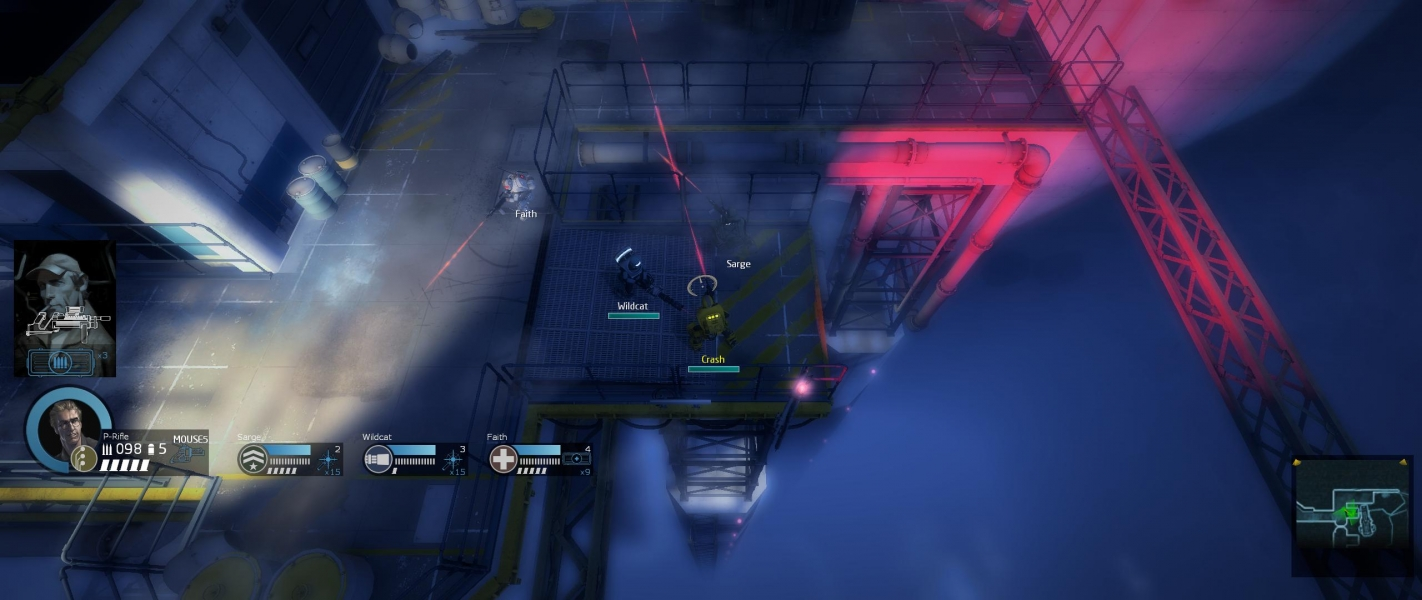 Faith
Sarge
Wildcat
Crash
x3
P-Rifle
098 5
MOUSE5
Sarge
2
x15
Wildcat
3
x15
Faith
4
x9